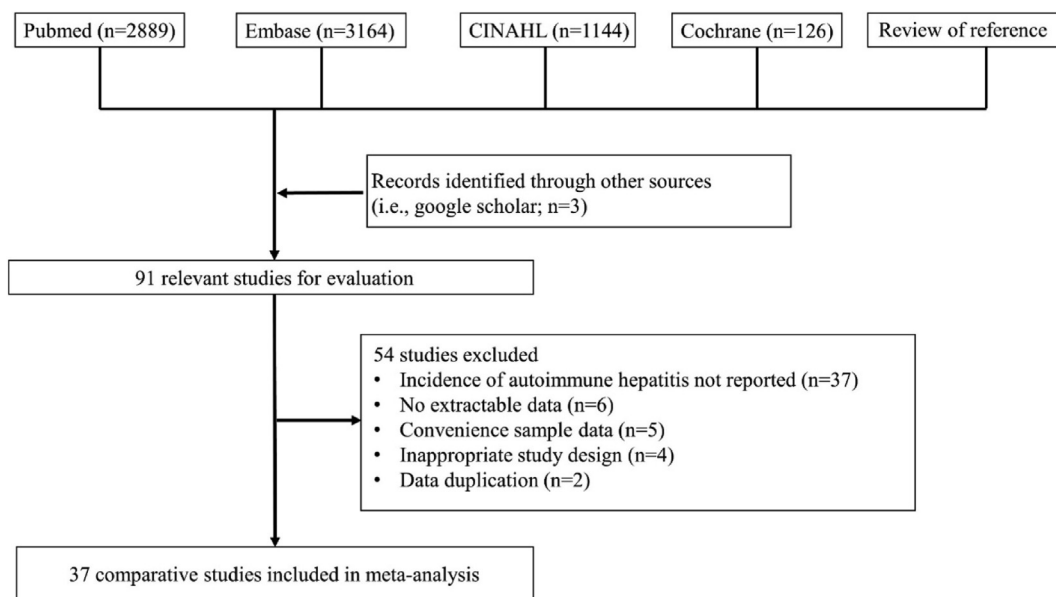 Pubmed (n=2889)
Embase (n=3164)
CINAHL (n=1144)
Cochrane (n=126)
Review of reference
Records identified through other sources
(i.e., google scholar; n=3)
91 relevant studies for evaluation
54 studies excluded
• Incidence of autoimmune hepatitis not reported (n=37)
• No extractable data (n=6)
• Convenience sample data (n=5)
• Inappropriate study design (n=4)
• Data duplication (n=2)
37 comparative studies included in meta-analysis